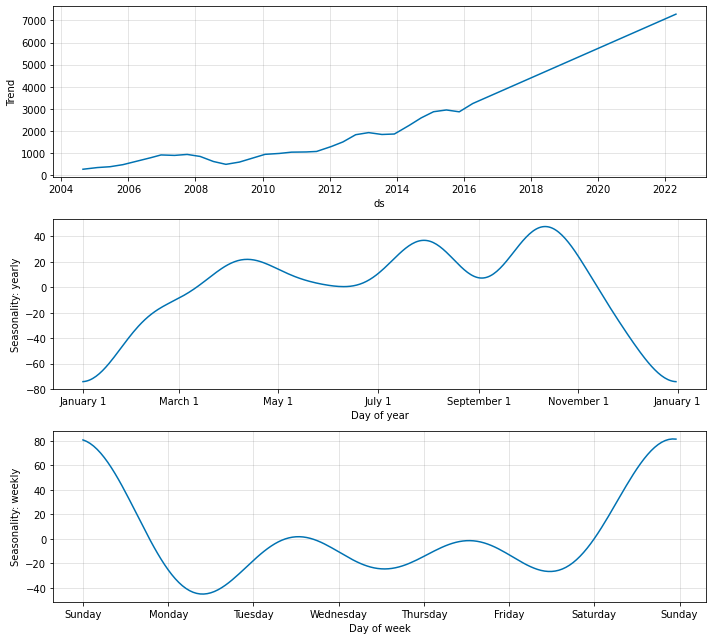 Trend
7000
6000
5000
4000
3000
2000
1000
0
2004 2006 2008 2010 2012 2014 2016 2018 2020 2022
ds
Seasonality: yearly
40
20
0
−20
−40
−60
−80
January 1 March 1 May 1 July 1 September 1 November 1 January 1
Day of year
Seasonality: weekly
80
60
40
20
0
−20
−40
Sunday Monday Tuesday Wednesday Thursday Friday Saturday Sunday
Day of week